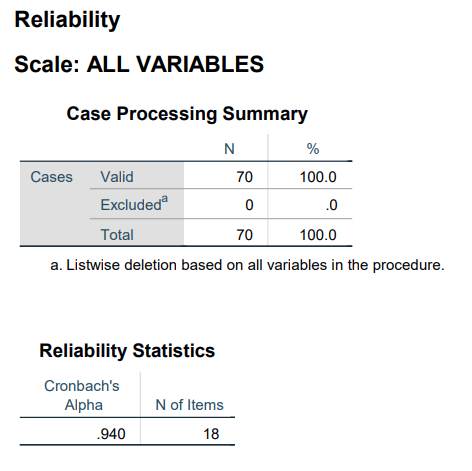 Reliability
Scale: ALL VARIABLES
Case Processing Summary
N %
Cases Valid 70 100.0
Excludeda 0 .0
Total 70 100.0
a. Listwise deletion based on all variables in the procedure.
Reliability Statistics
Cronbach's
Alpha N of Items
.940 18